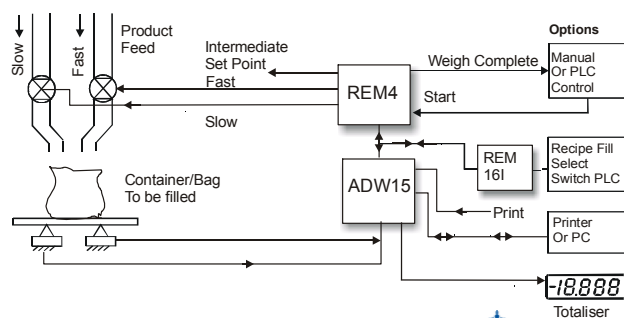 Slow
Fast
Product
Feed
Intermediate
Set Point
Fast
Slow
REM4
Weigh Complete
Start
Options
Manual
Or PLC
Control
REM
16I
Recipe Fill
Select
Switch PLC
Container/Bag
To be filled
ADW15
Print
Printer
Or PC
-18.888
Totaliser